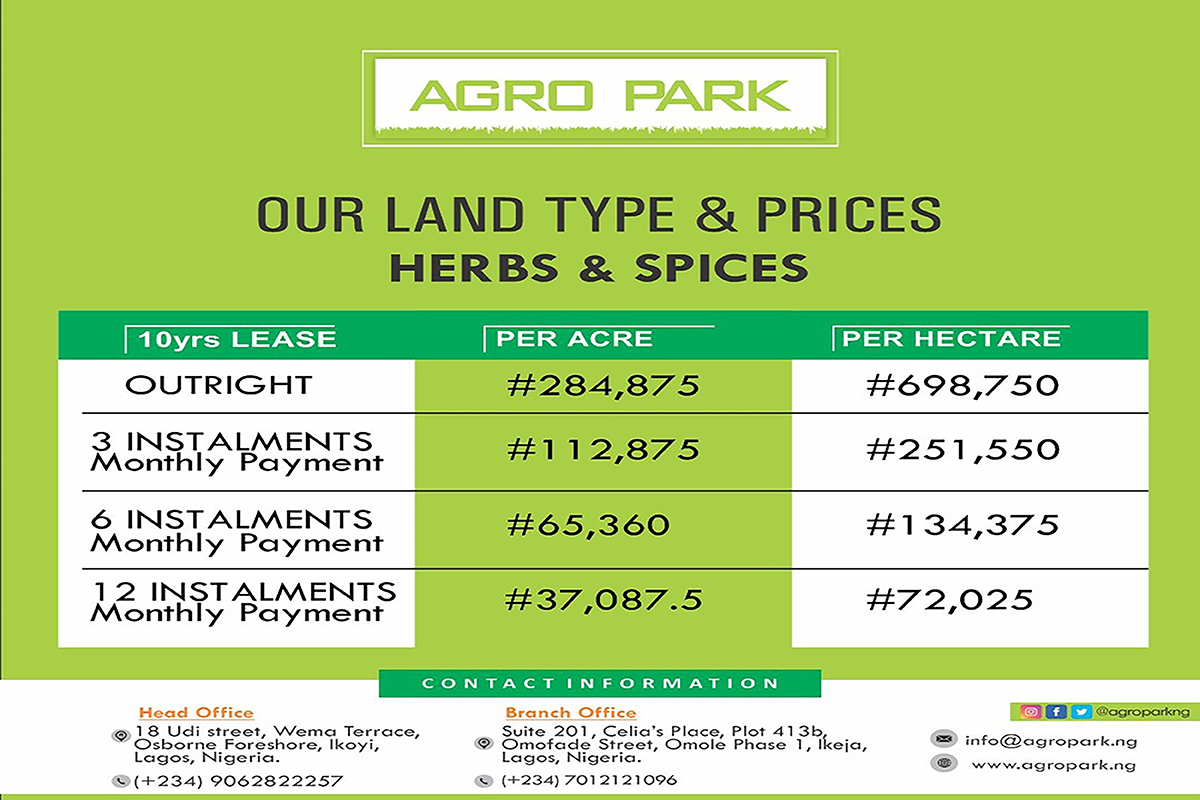 AGRO PARK
OUR LAND TYPE & PRICES
HERBS & SPICES
10yrs LEASE PER ACRE PER HECTARE
OUTRIGHT #284,875 #698,750
3 INSTALMENTS
Monthly Payment #112,875 #251,550
6 INSTALMENTS
Monthly Payment #65,360 #134,375
12 INSTALMENTS
Monthly Payment #37,087.5 #72,025
CONTACT INFORMATION
Head Office
18 Udi street, Wema Terrace,
Osborne Foreshore, Ikoyi,
Lagos, Nigeria.
(+234) 9062822257
Branch Office
Suite 201, Celia's Place, Plot 413b,
Omofade Street, Omole Phase 1, Ikeja,
Lagos, Nigeria.
(+234) 7012121096
@agroparkng
info@agropark.ng
www.agropark.ng